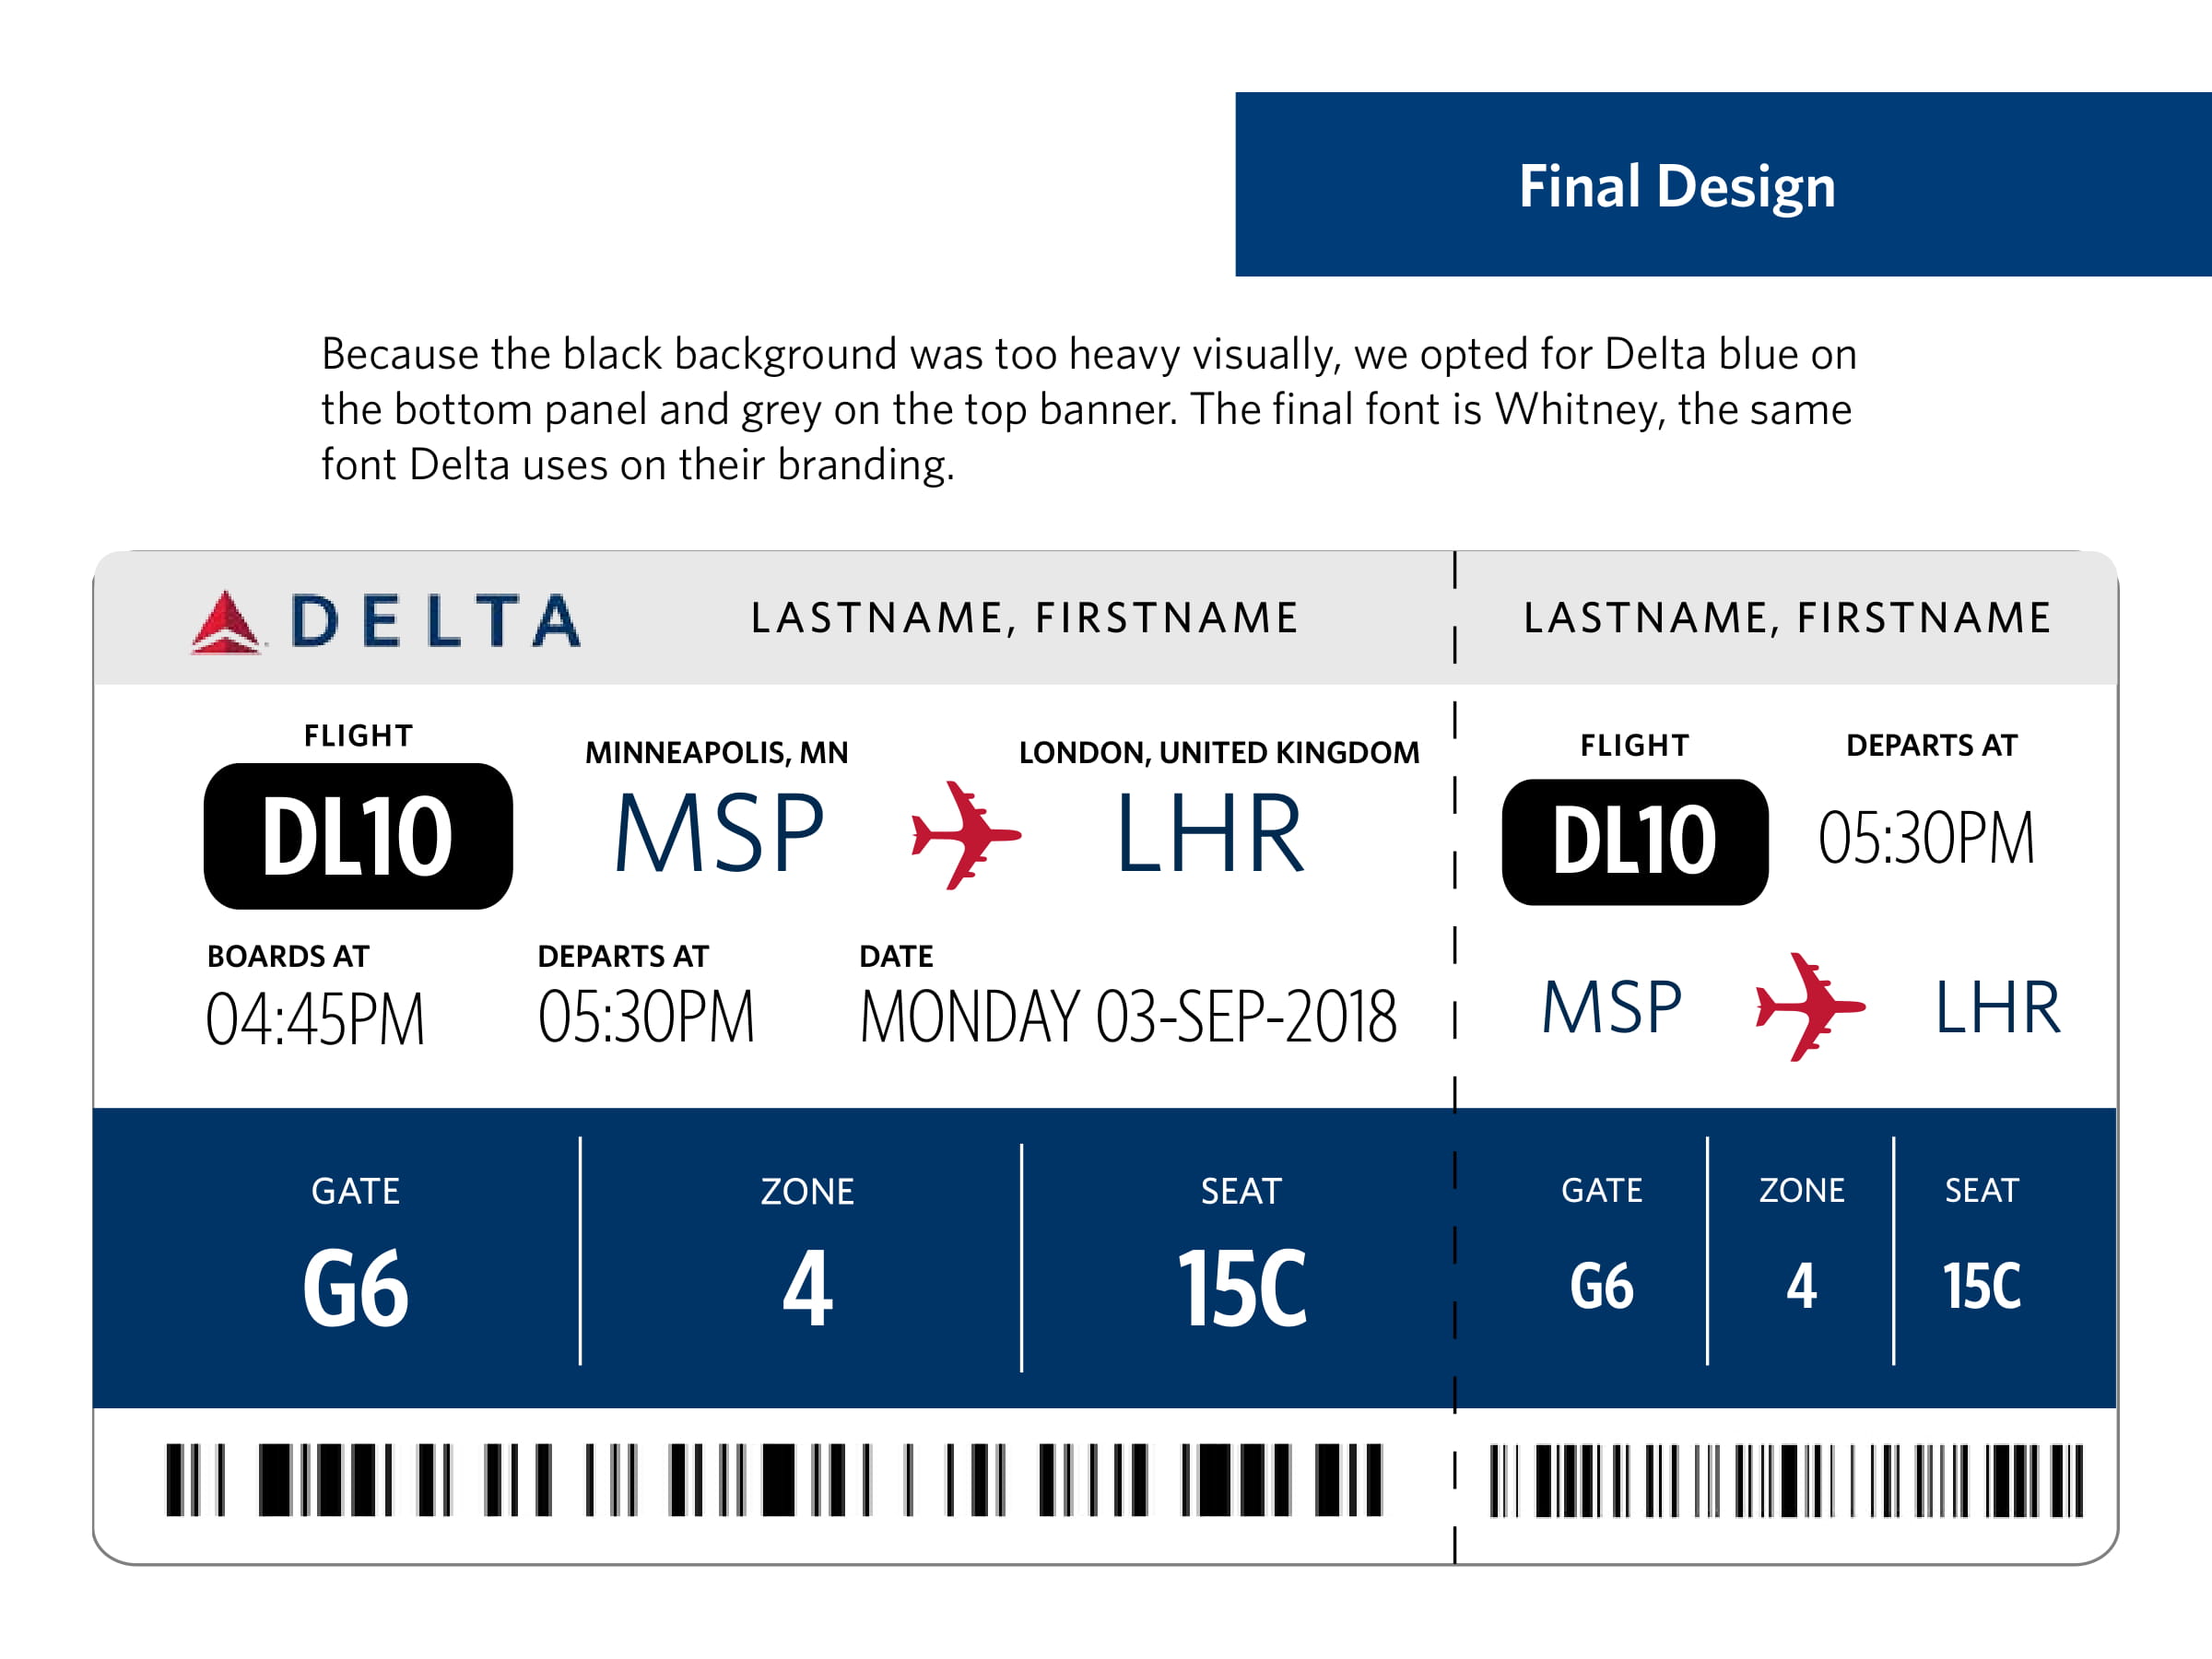 Final Design
Because the black background was too heavy visually, we opted for Delta blue on
the bottom panel and grey on the top banner. The final font is Whitney, the same
font Delta uses on their branding.
DELTA
LASTNAME, FIRSTNAME
FLIGHT
DL10
MINNEAPOLIS, MN
MSP
LONDON, UNITED KINGDOM
LHR
BOARDS AT
04:45PM
DEPARTS AT
05:30PM
DATE
MONDAY 03-SEP-2018
GATE
G6
ZONE
4
SEAT
15C
LASTNAME, FIRSTNAME
FLIGHT
DL10
DEPARTS AT
05:30PM
MSP
LHR
GATE
G6
ZONE
4
SEAT
15C